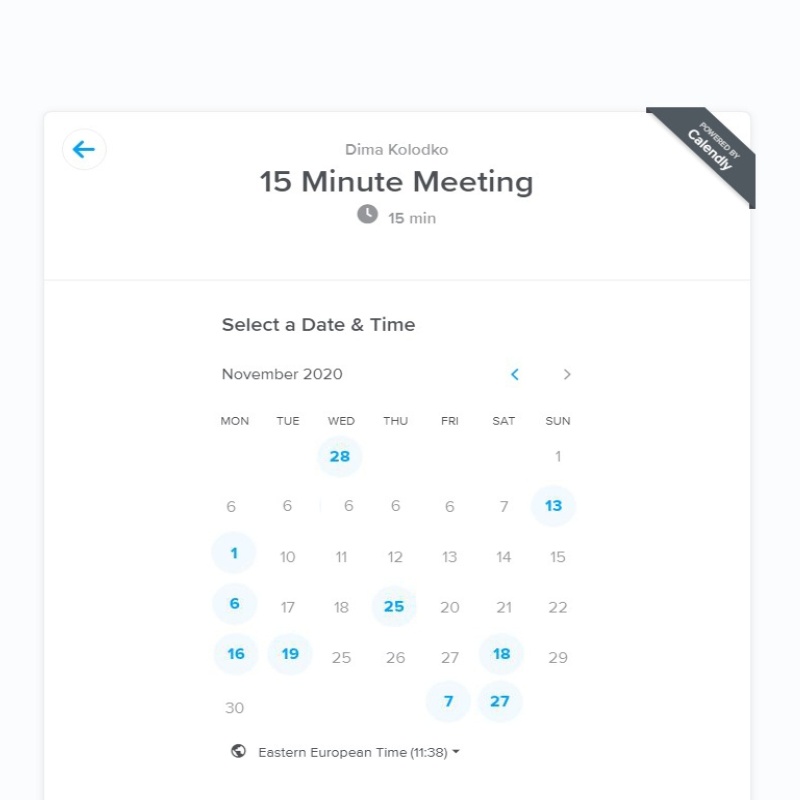 Dima Kolodko
POWERED BY
Calendly
15 Minute Meeting
15 min
Select a Date & Time
November 2020
MON TUE WED THU FRI SAT SUN
28 1
6 6 6 6 6 7 13
1 10 11 12 13 14 15
6 17 18 25 20 21 22
16 19 25 26 27 18 29
30 7 27
Eastern European Time (11:38)